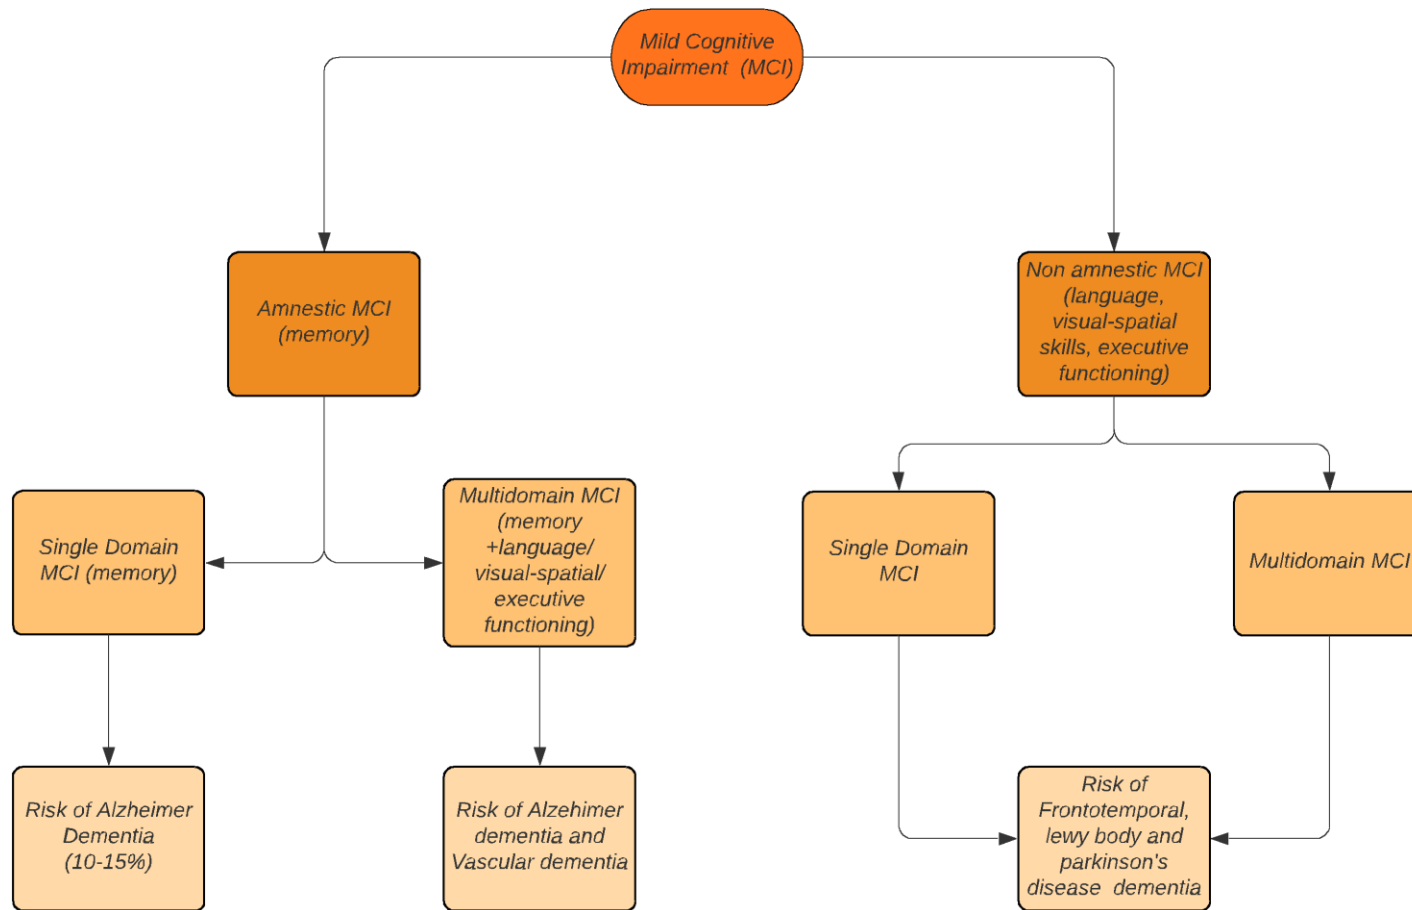 Mild Cognitive
Impairment (MCI)
Amnestic MCI
(memory)
Non amnestic MCI
(language,
visual-spatial
skills, executive
functioning)
Single Domain
MCI (memory)
Multidomain MCI
(memory
+language/
visual-spatial/
executive
functioning)
Single Domain
MCI
Multidomain MCI
Risk of Alzheimer
Dementia
(10-15%)
Risk of Alzehimer
dementia and
Vascular dementia
Risk of
Frontotemporal,
lewy body and
parkinson's
disease dementia